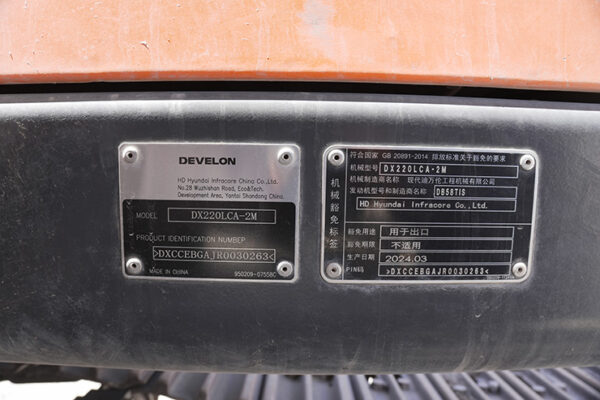 DEVELON
HD Hyundai Infracore China Co., Ltd.
No.28 Wuzhishan Road, Eco&Tech.
Development Area, Yantai Shandong China.
MODEL DX220LCA-2M
PRODUCT IDENTIFICATION NUMBER
>DXCCEBGAJR0030263<
MADE IN CHINA 950209-07558C
机械豁免标签
符合国家 GB 20891-2014 排放标准关于豁免的要求
机械型号 DX220LCA-2M
机械制造商名称 现代迪万伦工程机械有限公司
发动机型号和制造商名称 DB58TIS
HD Hyundai Infracore Co., Ltd.
豁免用途 用于出口
豁免期限 不适用
生产日期 2024.03
PIN码 >DXCCEBGAJR0030263<